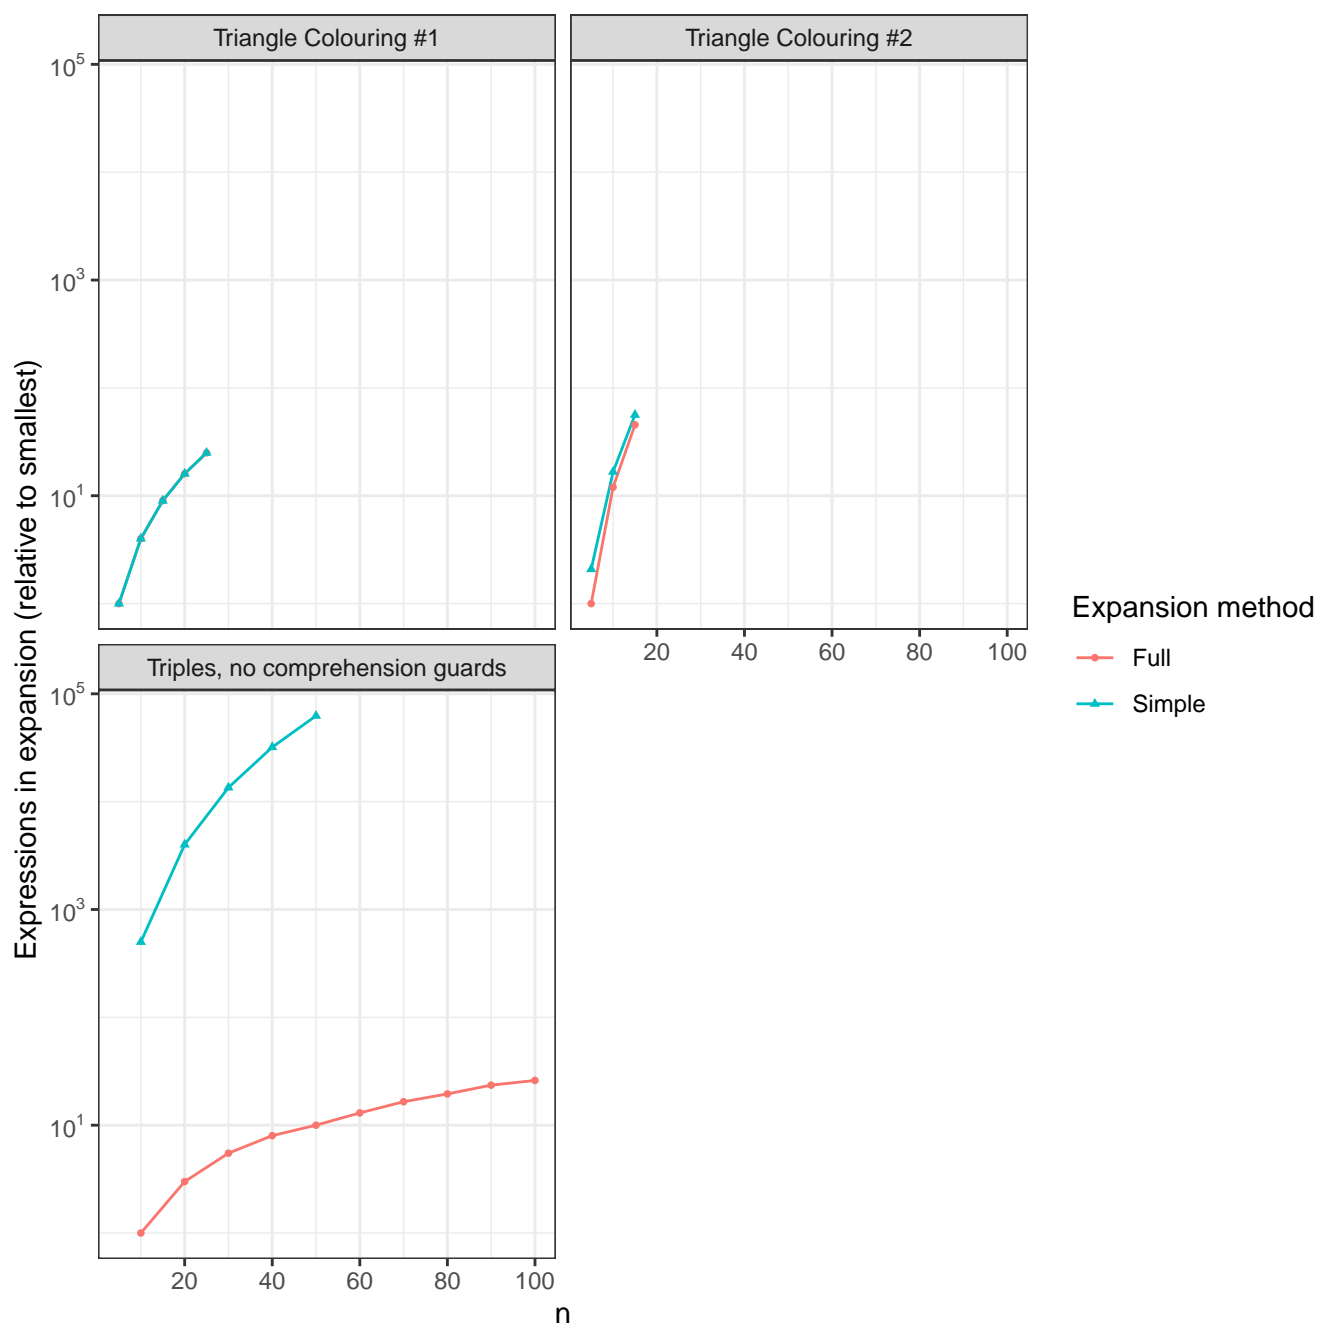 Triangle Colouring #1
Triangle Colouring #2
10^5
10^3
10^1
20 40 60 80 100
Triples, no comprehension guards
10^5
10^3
10^1
20 40 60 80 100
n
Expressions in expansion (relative to smallest)
Expansion method
Full
Simple